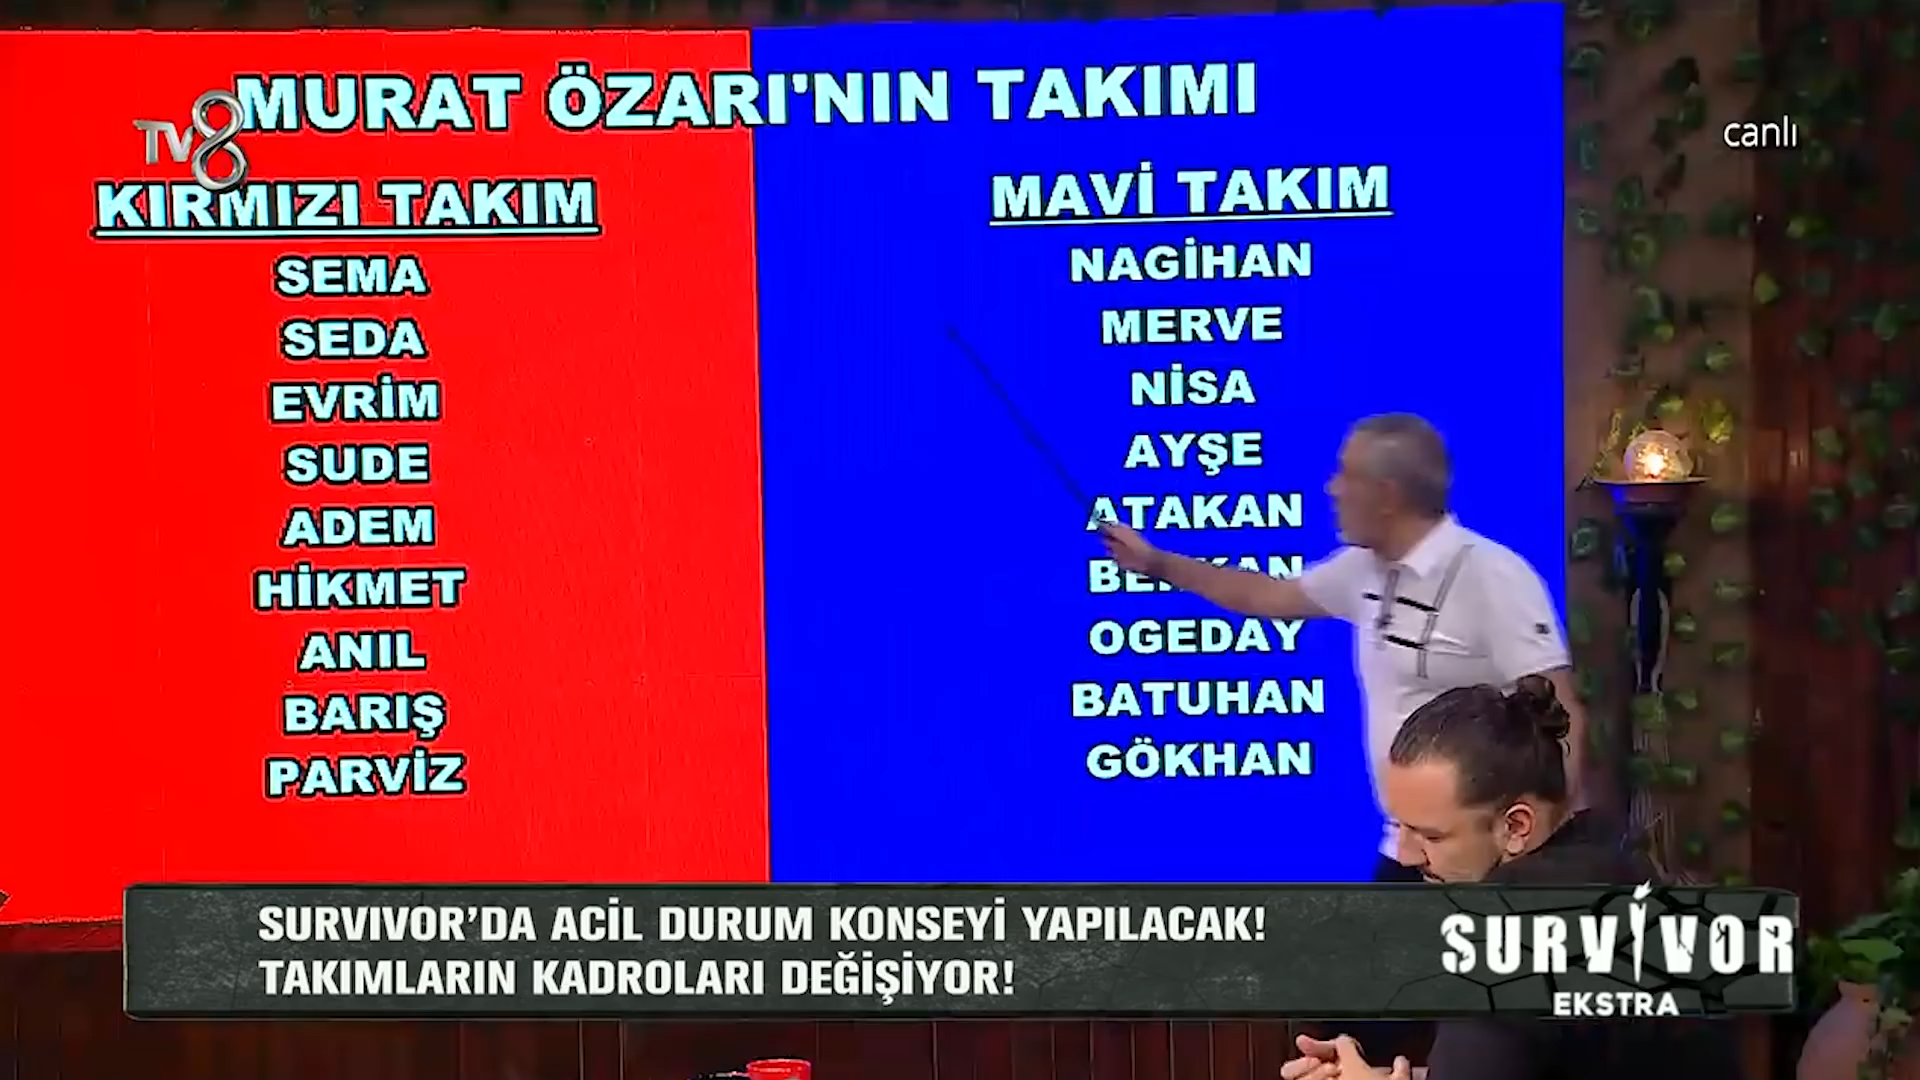 MURAT ÖZARI'NIN TAKIMI
TV8
canlı
KIRMIZI TAKIM
SEMA
SEDA
EVRİM
SUDE
ADEM
HİKMET
ANIL
BARIŞ
PARVİZ
MAVİ TAKIM
NAGİHAN
MERVE
NİSA
AYŞE
ATAKAN
OGEDAY
BATUHAN
GÖKHAN
SURVIVOR'DA ACİL DURUM KONSEYİ YAPILACAK!
TAKIMLARIN KADROLARI DEĞİŞİYOR!
SURVIVOR
EKSTRA